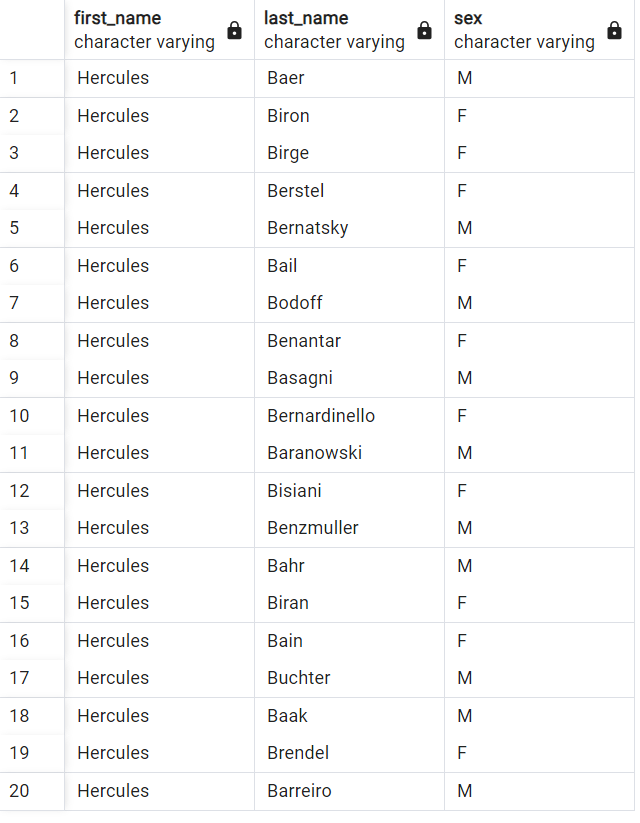 first_name last_name sex
character varying character varying character varying
1 Hercules Baer M
2 Hercules Biron F
3 Hercules Birge F
4 Hercules Berstel F
5 Hercules Bernatsky M
6 Hercules Bail F
7 Hercules Bodoff M
8 Hercules Benantar F
9 Hercules Basagni M
10 Hercules Bernardinello F
11 Hercules Baranowski M
12 Hercules Bisiani F
13 Hercules Benzmuller M
14 Hercules Bahr M
15 Hercules Biran F
16 Hercules Bain F
17 Hercules Buchter M
18 Hercules Baak M
19 Hercules Brendel F
20 Hercules Barreiro M